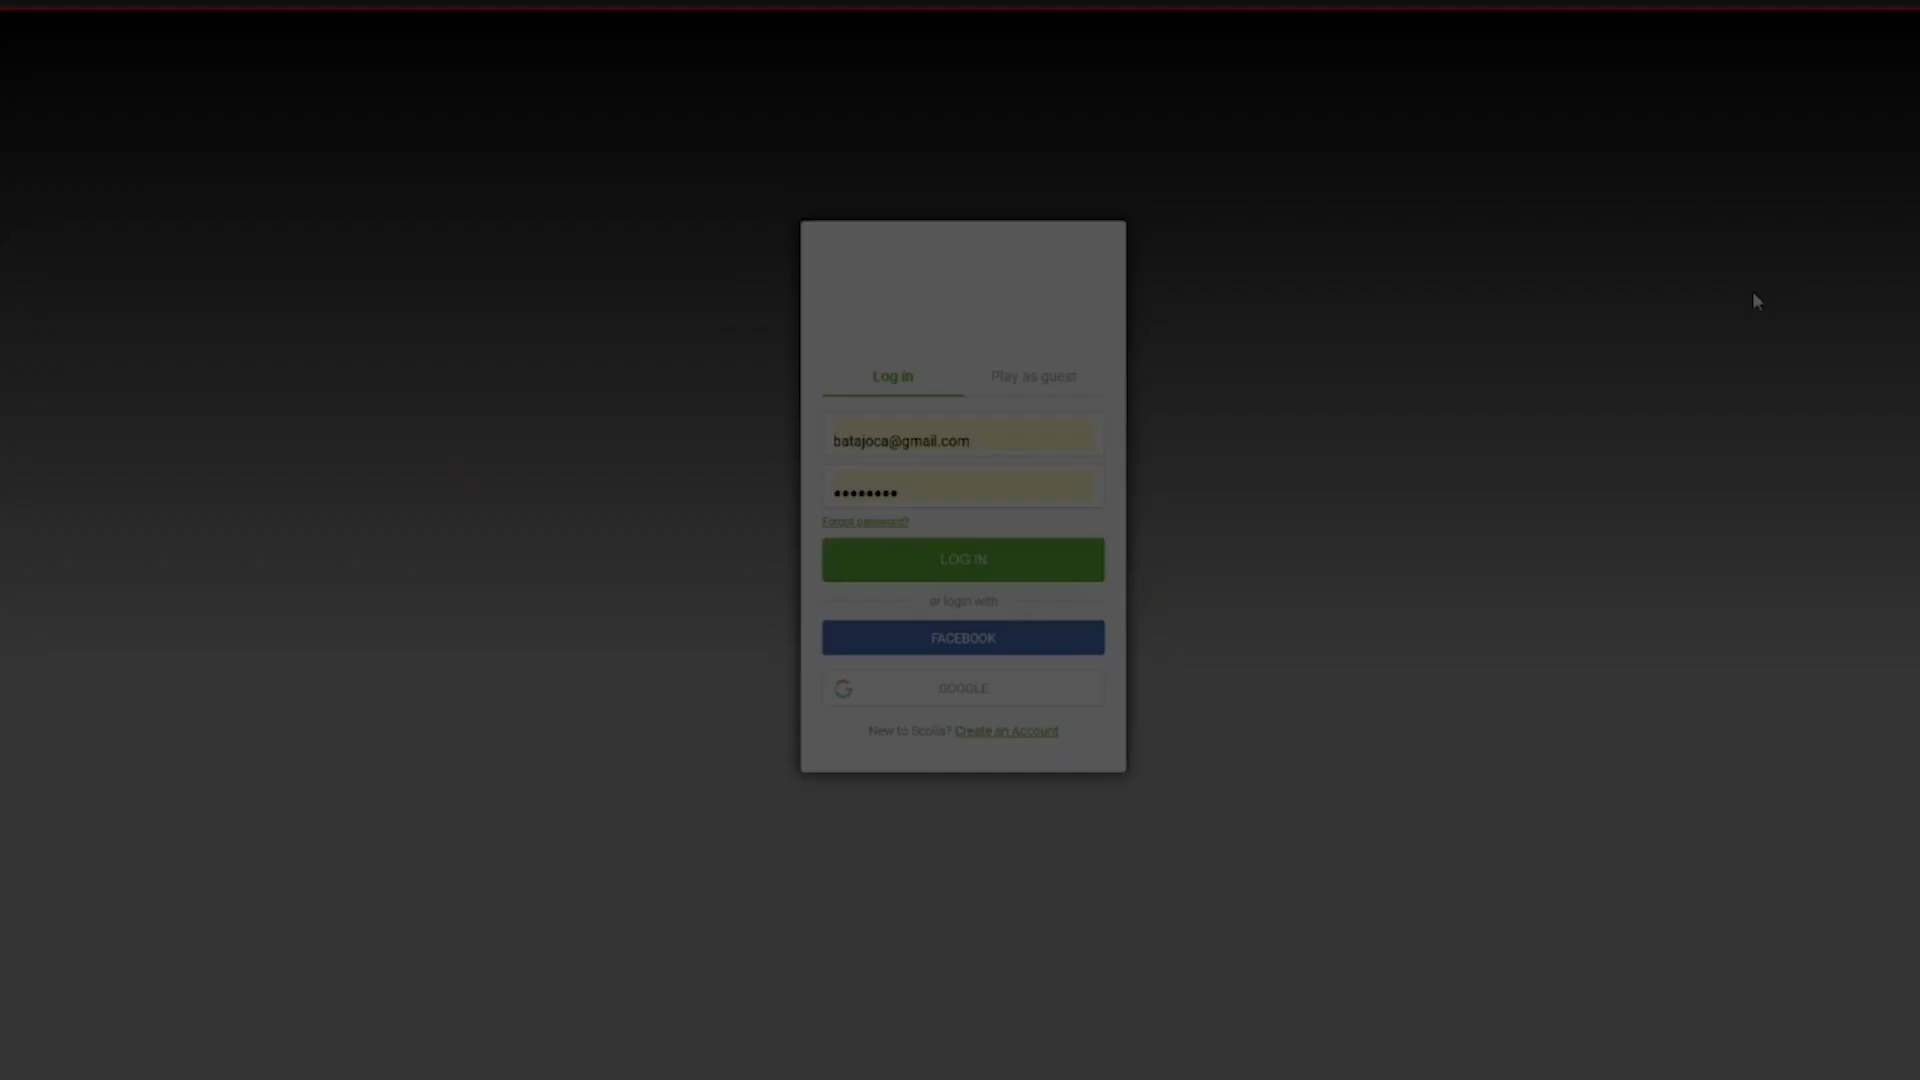 Log in
Play as guest
batajoca@gmail.com
••••••••
Forgot password?
LOG IN
or login with
FACEBOOK
GOOGLE
New to Scolia? Create an Account